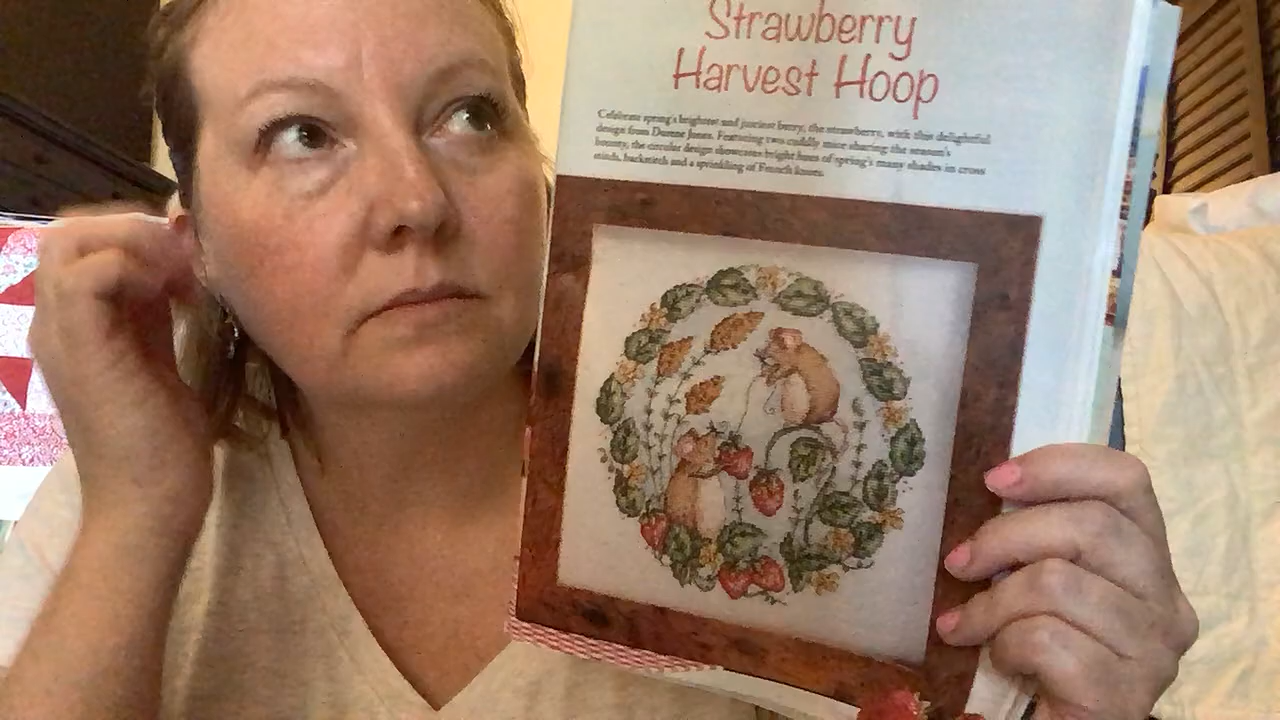 Strawberry
Harvest Hoop
Celebrate spring's brightest and juiciest berry, the strawberry, with this delightful
design from Durene Jones. Featuring two cuddly mice sharing the season's
bounty, the circular design showcases bright hues of spring's many shades in cross
stitch, backstitch and a sprinkling of French knots.